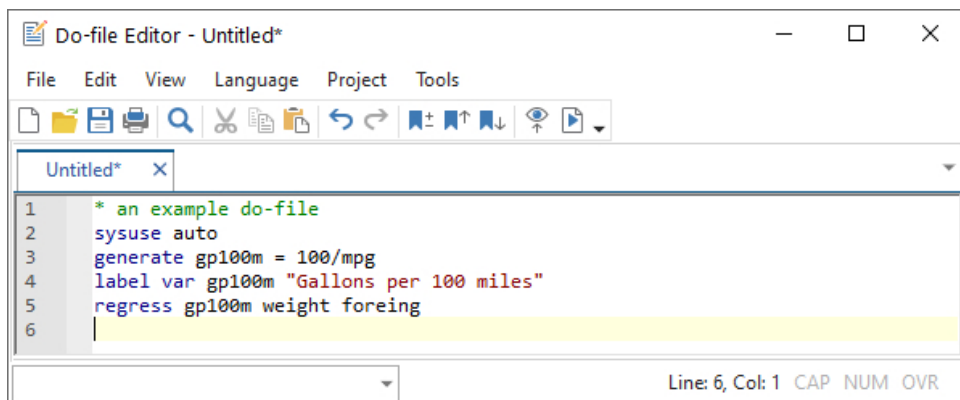 Do-file Editor - Untitled*
File Edit View Language Project Tools
Untitled*
1 * an example do-file
2 sysuse auto
3 generate gp100m = 100/mpg
4 label var gp100m "Gallons per 100 miles"
5 regress gp100m weight foreing
6
Line: 6, Col: 1 CAP NUM OVR